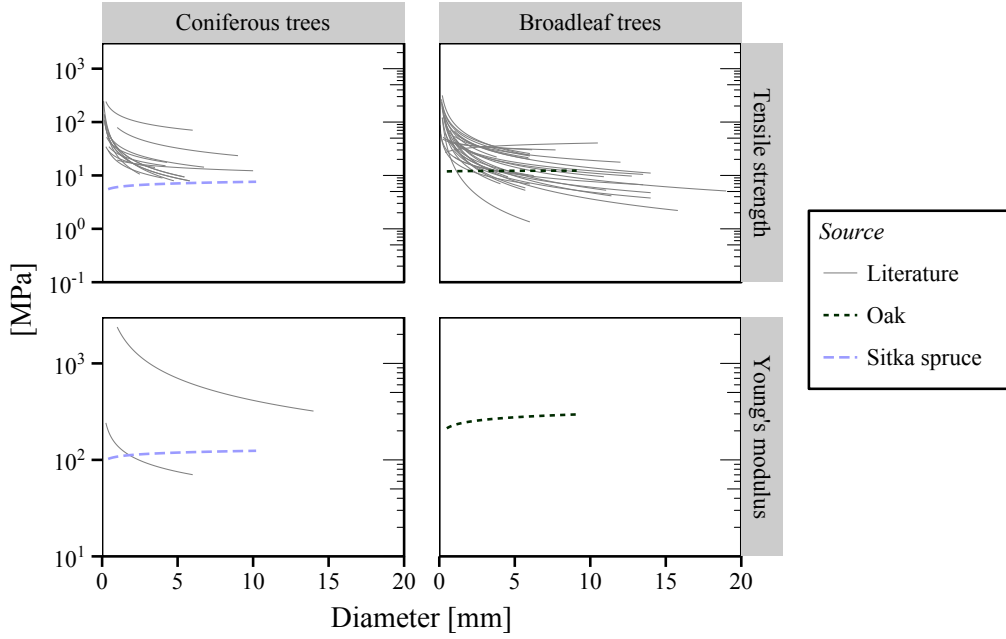 Coniferous trees
Broadleaf trees
10³
10²
10¹
10⁰
10⁻¹
Tensile strength
[MPa]
10³
10²
10¹
Young's modulus
0 5 10 15 20
0 5 10 15 20
Diameter [mm]
Source
Literature
Oak
Sitka spruce